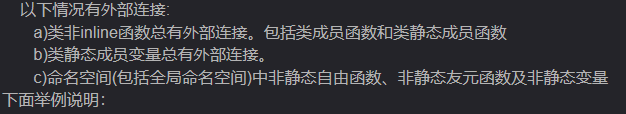 以下情况有外部连接:
a)类非inline函数总有外部连接。包括类成员函数和类静态成员函数
b)类静态成员变量总有外部连接。
c)命名空间(包括全局命名空间)中非静态自由函数、非静态友元函数及非静态变量
下面举例说明：